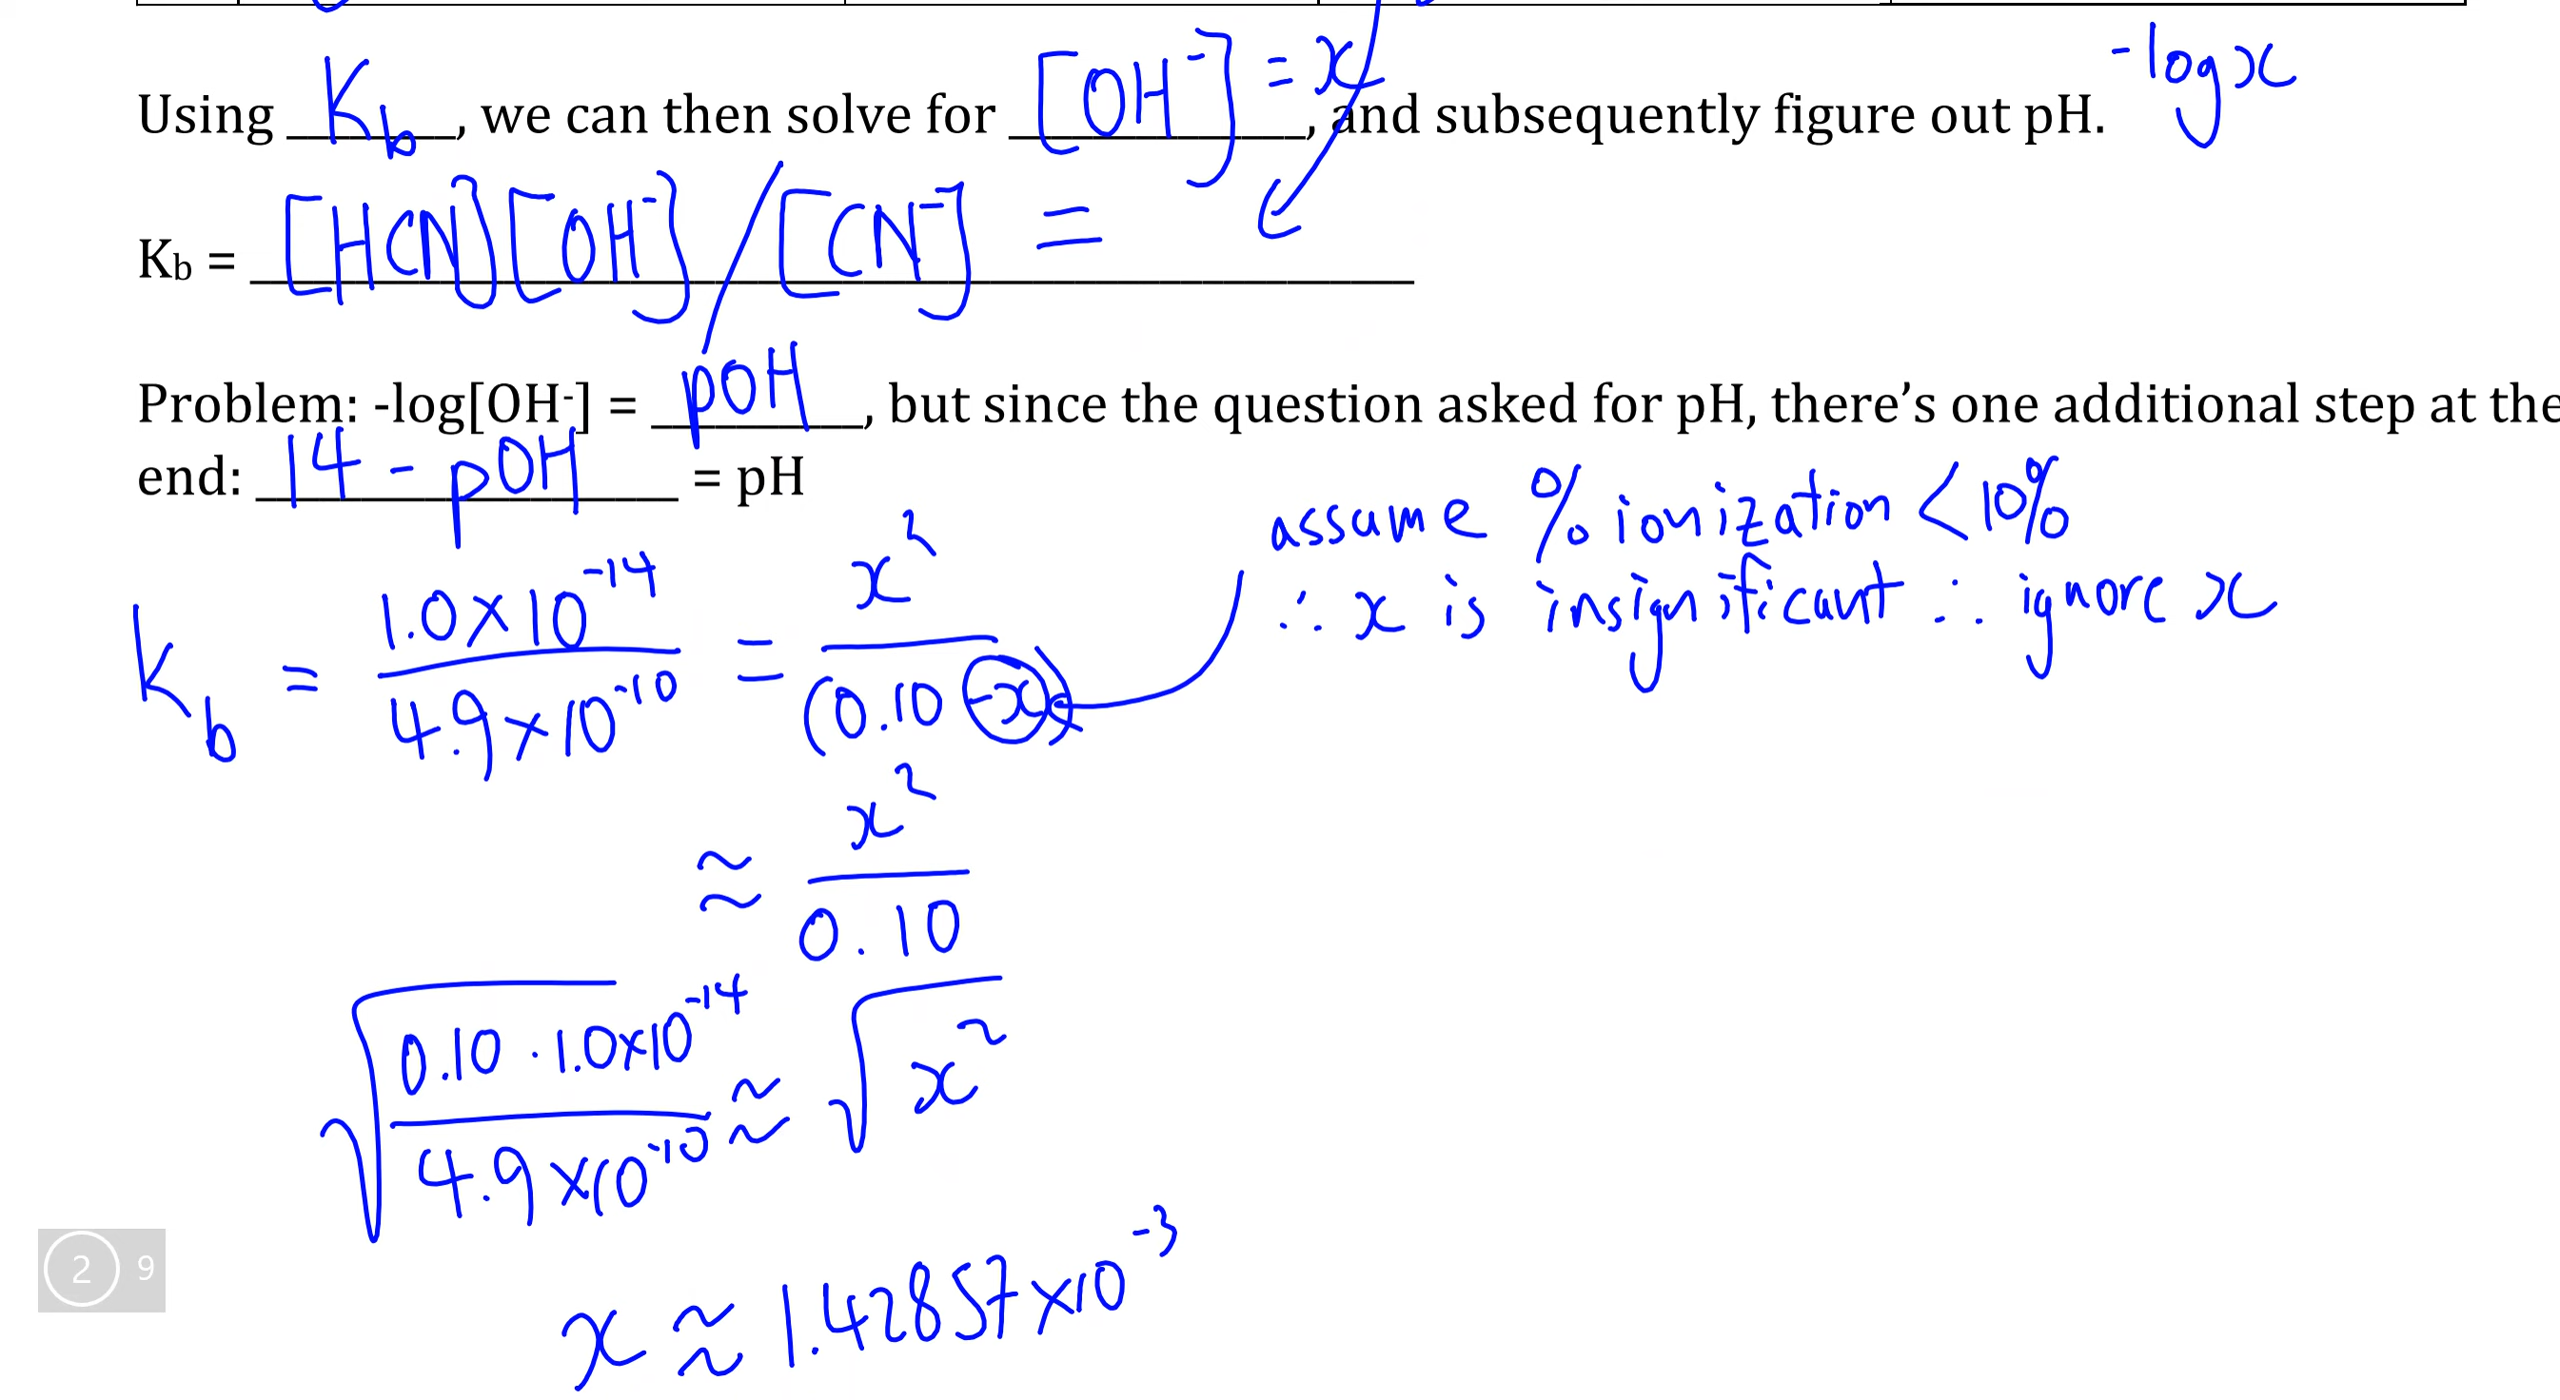 -log x
Using K_b, we can then solve for [OH⁻] = x, and subsequently figure out pH.
K_b = [HCN][OH⁻]/[CN⁻] =
Problem: -log[OH⁻] = pOH, but since the question asked for pH, there’s one additional step at the
end: 14 - pOH = pH
assume % ionization < 10%
∴ x is insignificant ∴ ignore x
K_b = 1.0 × 10⁻¹⁴ / 4.9 × 10⁻¹⁰ = x² / (0.10 - x)
≈ x² / 0.10
√(0.10 · 1.0 × 10⁻¹⁴ / 4.9 × 10⁻¹⁰) ≈ √x²
x ≈ 1.42857 × 10⁻³
2 9